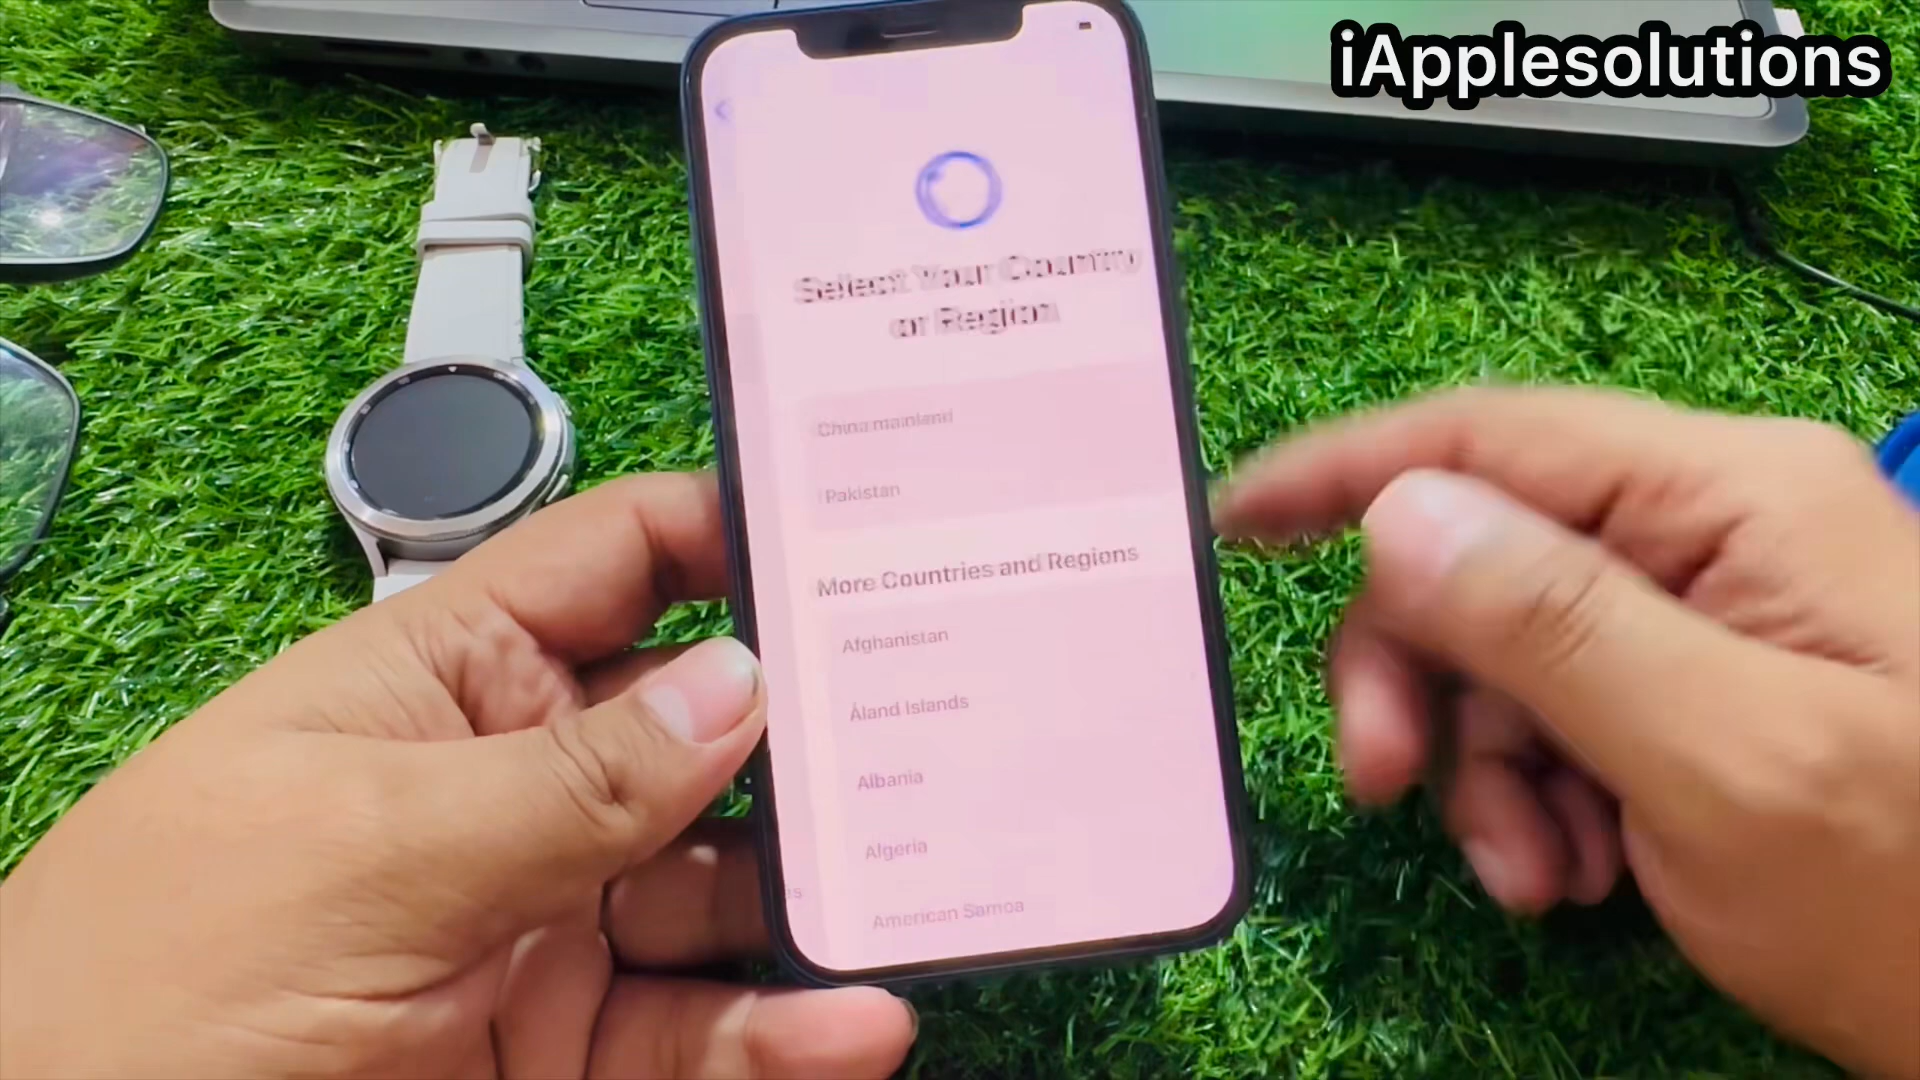 iApplesolutions
Select Your Country
or Region
China mainland
Pakistan
More Countries and Regions
Afghanistan
Åland Islands
Albania
Algeria
American Samoa